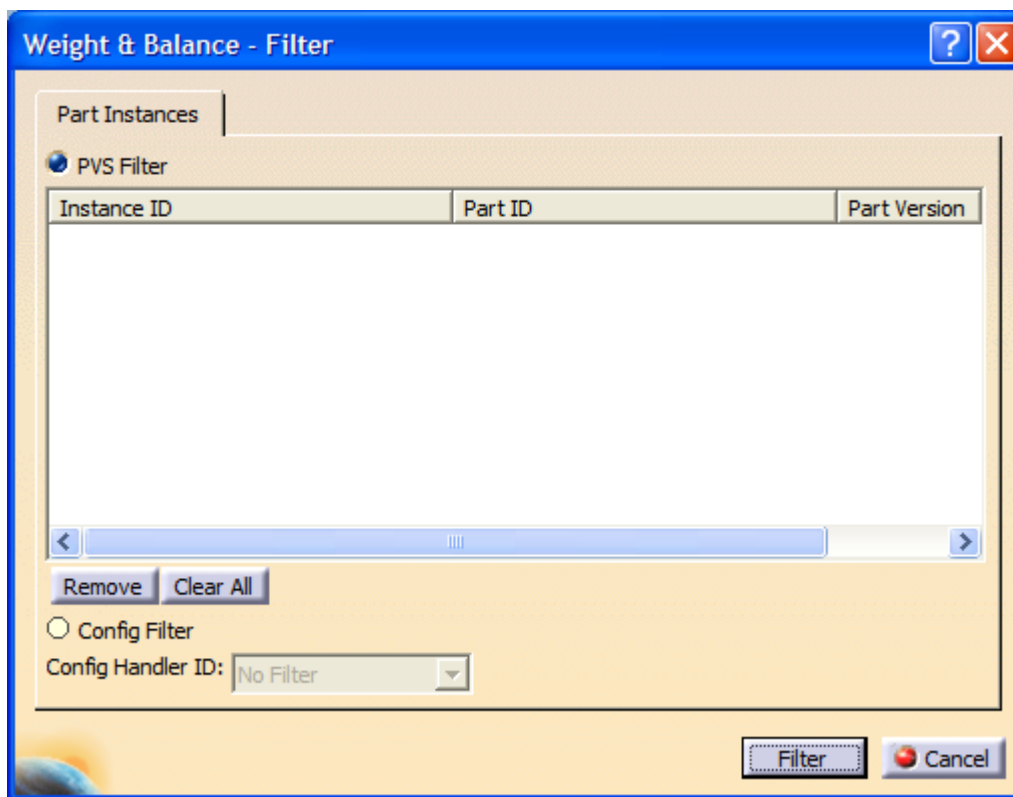 Weight & Balance - Filter
Part Instances
PVS Filter
Instance ID Part ID Part Version
Remove Clear All
Config Filter
Config Handler ID: No Filter
Filter Cancel